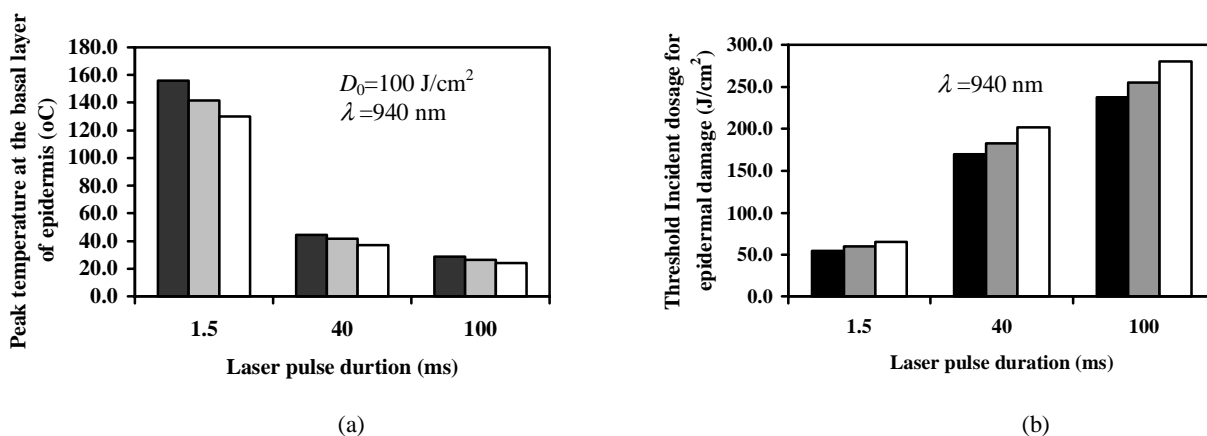 Peak temperature at the basal layer
of epidermis (oC)
180.0
160.0
140.0
120.0
100.0
80.0
60.0
40.0
20.0
0.0
D0=100 J/cm2
λ =940 nm
1.5 40 100
Laser pulse durtion (ms)
(a)
Threshold Incident dosage for
epidermal damage (J/cm2)
300.0
250.0
200.0
150.0
100.0
50.0
0.0
λ =940 nm
1.5 40 100
Laser pulse duration (ms)
(b)